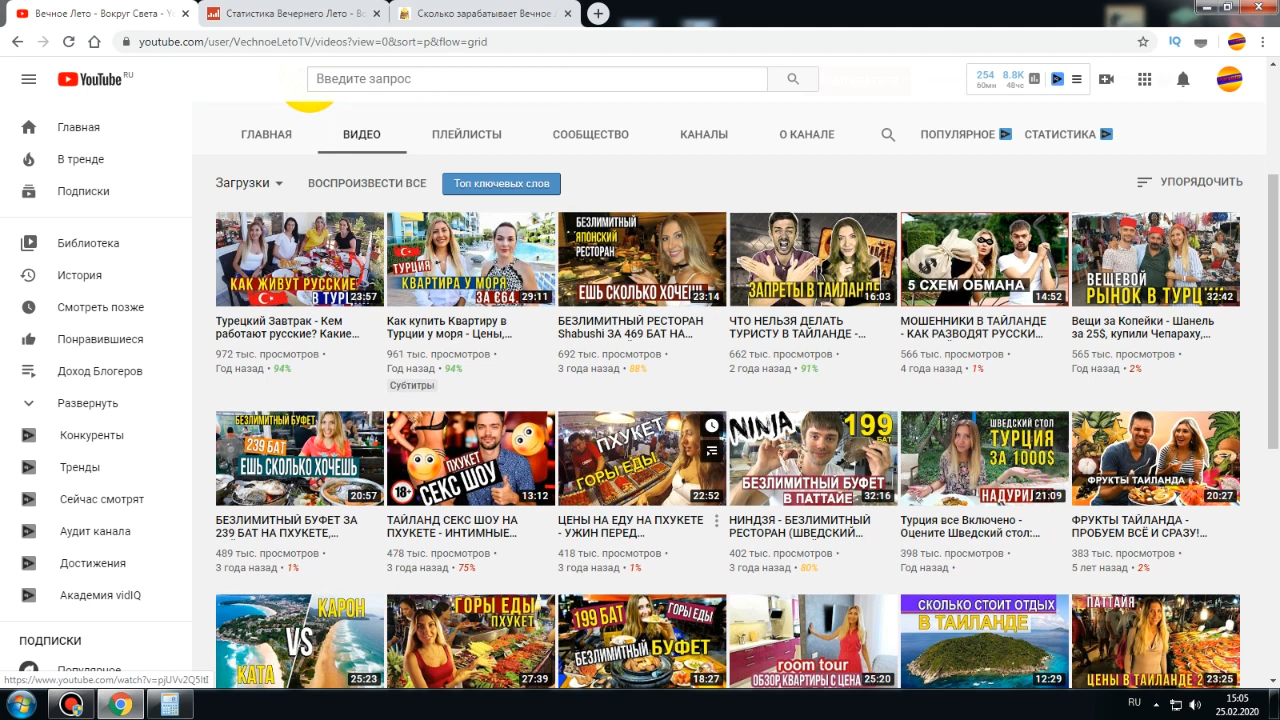 Вечное Лето - Вокруг Света - Yo
Статистика Вечернего Лето - Во
Сколько зарабатывает Вечное Л
youtube.com/user/VechnoeLetoTV/videos?view=0&sort=p&flow=grid
IQ
YouTube RU
Введите запрос
254 8.8K
60мн 48чс
Главная
В тренде
Подписки
Библиотека
История
Смотреть позже
Понравившиеся
Доход Блогеров
Развернуть
Конкуренты
Тренды
Сейчас смотрят
Аудит канала
Достижения
Академия vidIQ
ПОДПИСКИ
Популярное
https://www.youtube.com/watch?v=pjUVv2Q5ItI
ГЛАВНАЯ ВИДЕО ПЛЕЙЛИСТЫ СООБЩЕСТВО КАНАЛЫ О КАНАЛЕ ПОПУЛЯРНОЕ СТАТИСТИКА
Загрузки ВОСПРОИЗВЕСТИ ВСЕ Топ ключевых слов УПОРЯДОЧИТЬ
КАК ЖИВУТ РУССКИЕ
В ТУРЦ
23:57
Турецкий Завтрак - Кем
работают русские? Какие...
972 тыс. просмотров •
Год назад • 94%
ТУРЦИЯ
КВАРТИРА У МОРЯ
ЗА €64
29:11
Как купить Квартиру в
Турции у моря - Цены,...
961 тыс. просмотров •
Год назад • 94%
Субтитры
БЕЗЛИМИТНЫЙ
ЯПОНСКИЙ
РЕСТОРАН
ЕШЬ СКОЛЬКО ХОЧЕШЬ
23:14
БЕЗЛИМИТНЫЙ РЕСТОРАН
Shabushi ЗА 469 БАТ НА...
692 тыс. просмотров •
3 года назад • 88%
ЗАПРЕТЫ В ТАИЛАНДЕ
16:03
ЧТО НЕЛЬЗЯ ДЕЛАТЬ
ТУРИСТУ В ТАЙЛАНДЕ -...
662 тыс. просмотров •
2 года назад • 91%
5 СХЕМ ОБМАНА
14:52
МОШЕННИКИ В ТАЙЛАНДЕ
- КАК РАЗВОДЯТ РУССКИ...
566 тыс. просмотров •
4 года назад • 1%
ВЕЩЕВОЙ
РЫНОК В ТУРЦИ
32:42
Вещи за Копейки - Шанель
за 25$, купили Чепараху,...
565 тыс. просмотров •
Год назад • 2%
БЕЗЛИМИТНЫЙ БУФЕТ
239 БАТ
ЕШЬ СКОЛЬКО ХОЧЕШЬ
20:57
БЕЗЛИМИТНЫЙ БУФЕТ ЗА
239 БАТ НА ПХУКЕТЕ,...
489 тыс. просмотров •
3 года назад • 1%
ПХУКЕТ
18+ СЕКС ШОУ
13:12
ТАЙЛАНД СЕКС ШОУ НА
ПХУКЕТЕ - ИНТИМНЫЕ...
478 тыс. просмотров •
3 года назад • 75%
ПХУКЕТ
ГОРЫ ЕДЫ
22:52
ЦЕНЫ НА ЕДУ НА ПХУКЕТЕ
- УЖИН ПЕРЕД...
418 тыс. просмотров •
3 года назад • 1%
NINJA
199
БАТ
БЕЗЛИМИТНЫЙ БУФЕТ
В ПАТТАЙЕ
32:16
НИНДЗЯ - БЕЗЛИМИТНЫЙ
РЕСТОРАН (ШВЕДСКИЙ...
402 тыс. просмотров •
3 года назад • 80%
ШВЕДСКИЙ СТОЛ
ТУРЦИЯ
ЗА 1000$
НАДУРИЛ
21:09
Турция все Включено -
Оцените Шведский стол:...
398 тыс. просмотров •
Год назад •
ФРУКТЫ ТАЙЛАНДА
20:27
ФРУКТЫ ТАЙЛАНДА -
ПРОБУЕМ ВСЁ И СРАЗУ!...
383 тыс. просмотров •
5 лет назад • 2%
КАРОН
VS
КАТА
25:23
ГОРЫ ЕДЫ
ПХУКЕТ
27:39
199 БАТ
ГОРЫ ЕДЫ
БЕЗЛИМИТНЫЙ БУФЕТ
18:27
room tour
ОБЗОР КВАРТИРЫ С ЦЕНА
25:20
СКОЛЬКО СТОИТ ОТДЫХ
В ТАИЛАНДЕ
12:29
ПАТТАЙЯ
ЦЕНЫ В ТАИЛАНДЕ 2
23:25
RU
15:05
25.02.2020